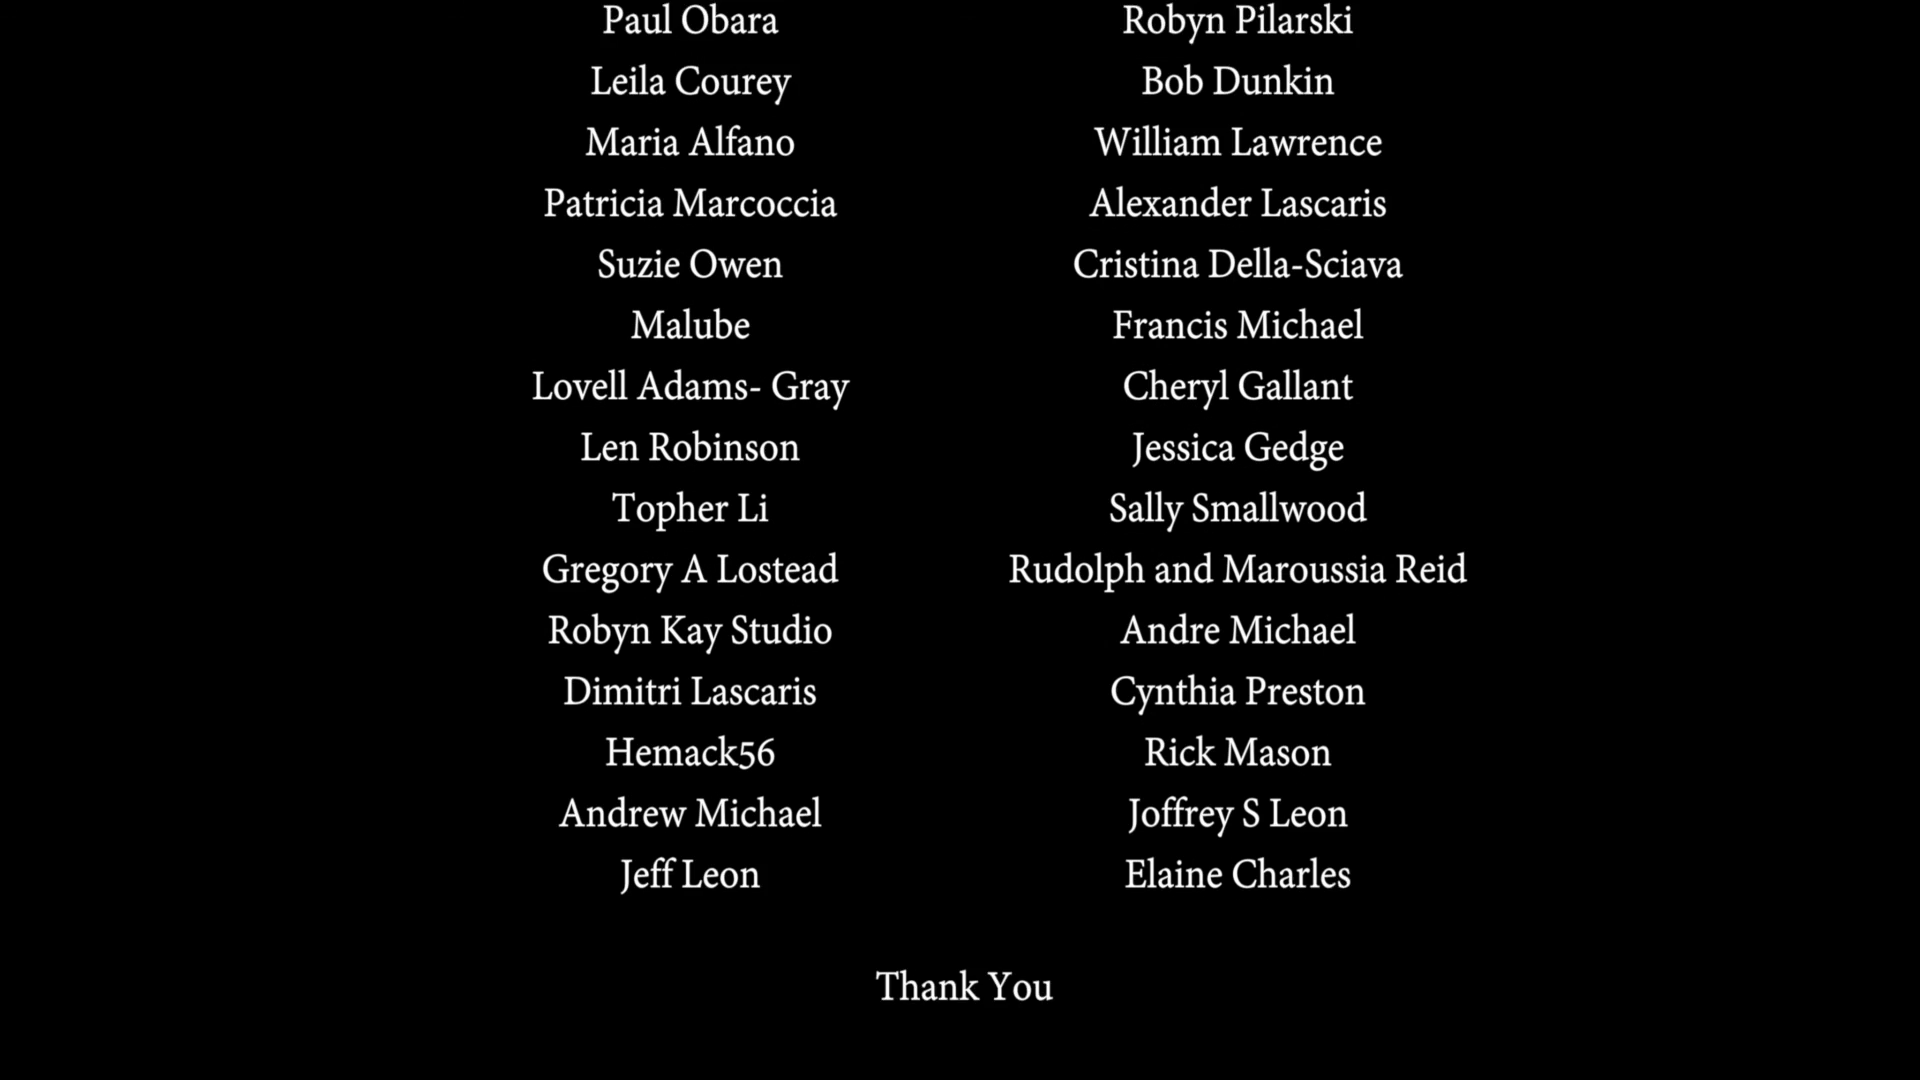 Paul Obara Robyn Pilarski
Leila Courey Bob Dunkin
Maria Alfano William Lawrence
Patricia Marcoccia Alexander Lascaris
Suzie Owen Cristina Della-Sciava
Malube Francis Michael
Lovell Adams- Gray Cheryl Gallant
Len Robinson Jessica Gedge
Topher Li Sally Smallwood
Gregory A Lostead Rudolph and Maroussia Reid
Robyn Kay Studio Andre Michael
Dimitri Lascaris Cynthia Preston
Hemack56 Rick Mason
Andrew Michael Joffrey S Leon
Jeff Leon Elaine Charles
Thank You